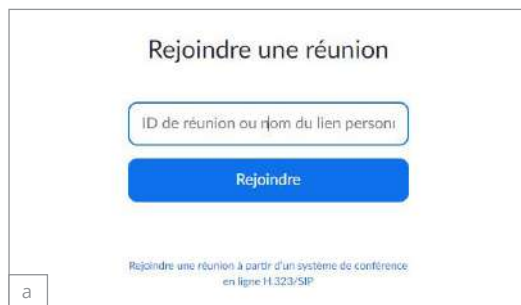 Rejoindre une réunion
ID de réunion ou nom du lien personn
Rejoindre
Rejoindre une réunion à partir d'un système de conférence
en ligne H.323/SIP
a